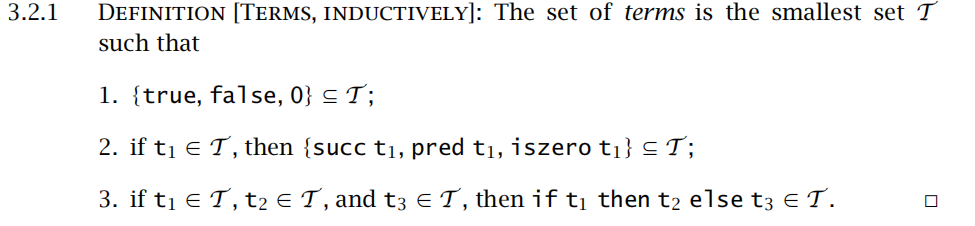 3.2.1 DEFINITION [TERMS, INDUCTIVELY]: The set of terms is the smallest set 𝒯
such that
1. {true, false, 0} ⊆ 𝒯;
2. if t₁ ∈ 𝒯, then {succ t₁, pred t₁, iszero t₁} ⊆ 𝒯;
3. if t₁ ∈ 𝒯, t₂ ∈ 𝒯, and t₃ ∈ 𝒯, then if t₁ then t₂ else t₃ ∈ 𝒯. □